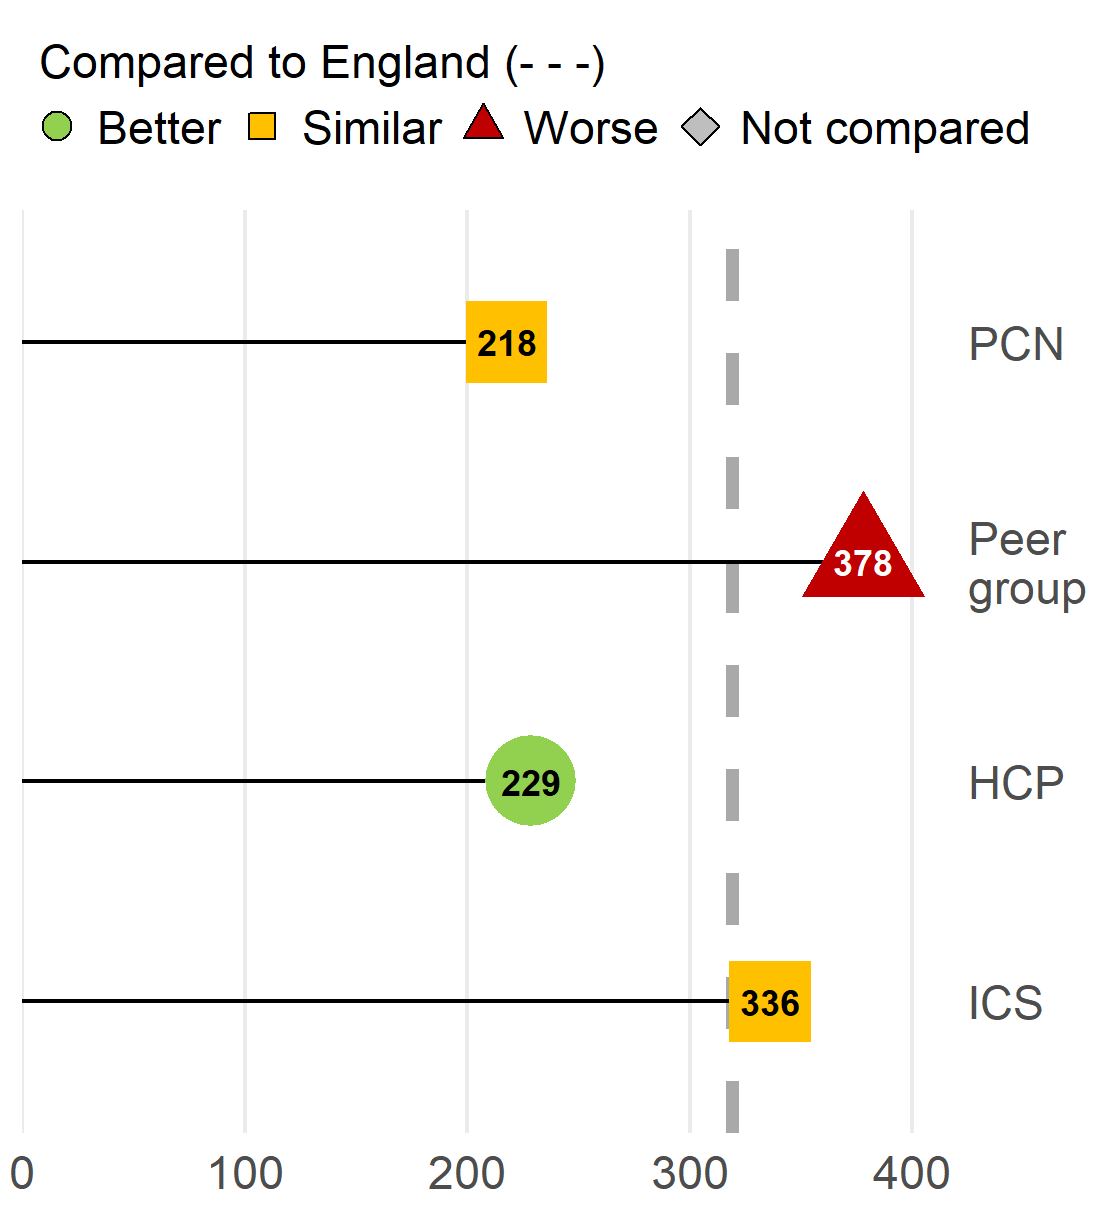 Compared to England (- - -)
Better Similar Worse Not compared
218 PCN
378 Peer
group
229 HCP
336 ICS
0 100 200 300 400